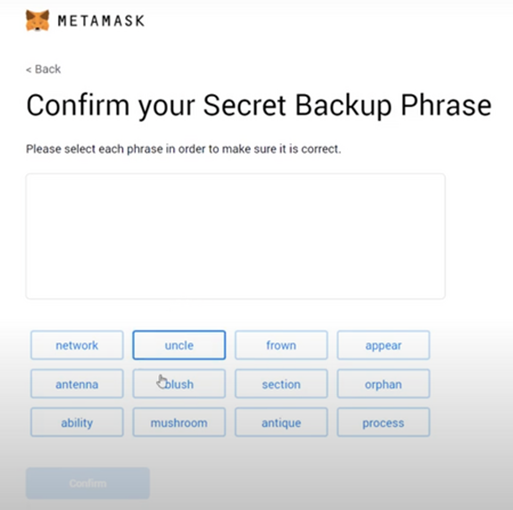 METAMASK
< Back
Confirm your Secret Backup Phrase
Please select each phrase in order to make sure it is correct.
network uncle frown appear
antenna blush section orphan
ability mushroom antique process
Confirm